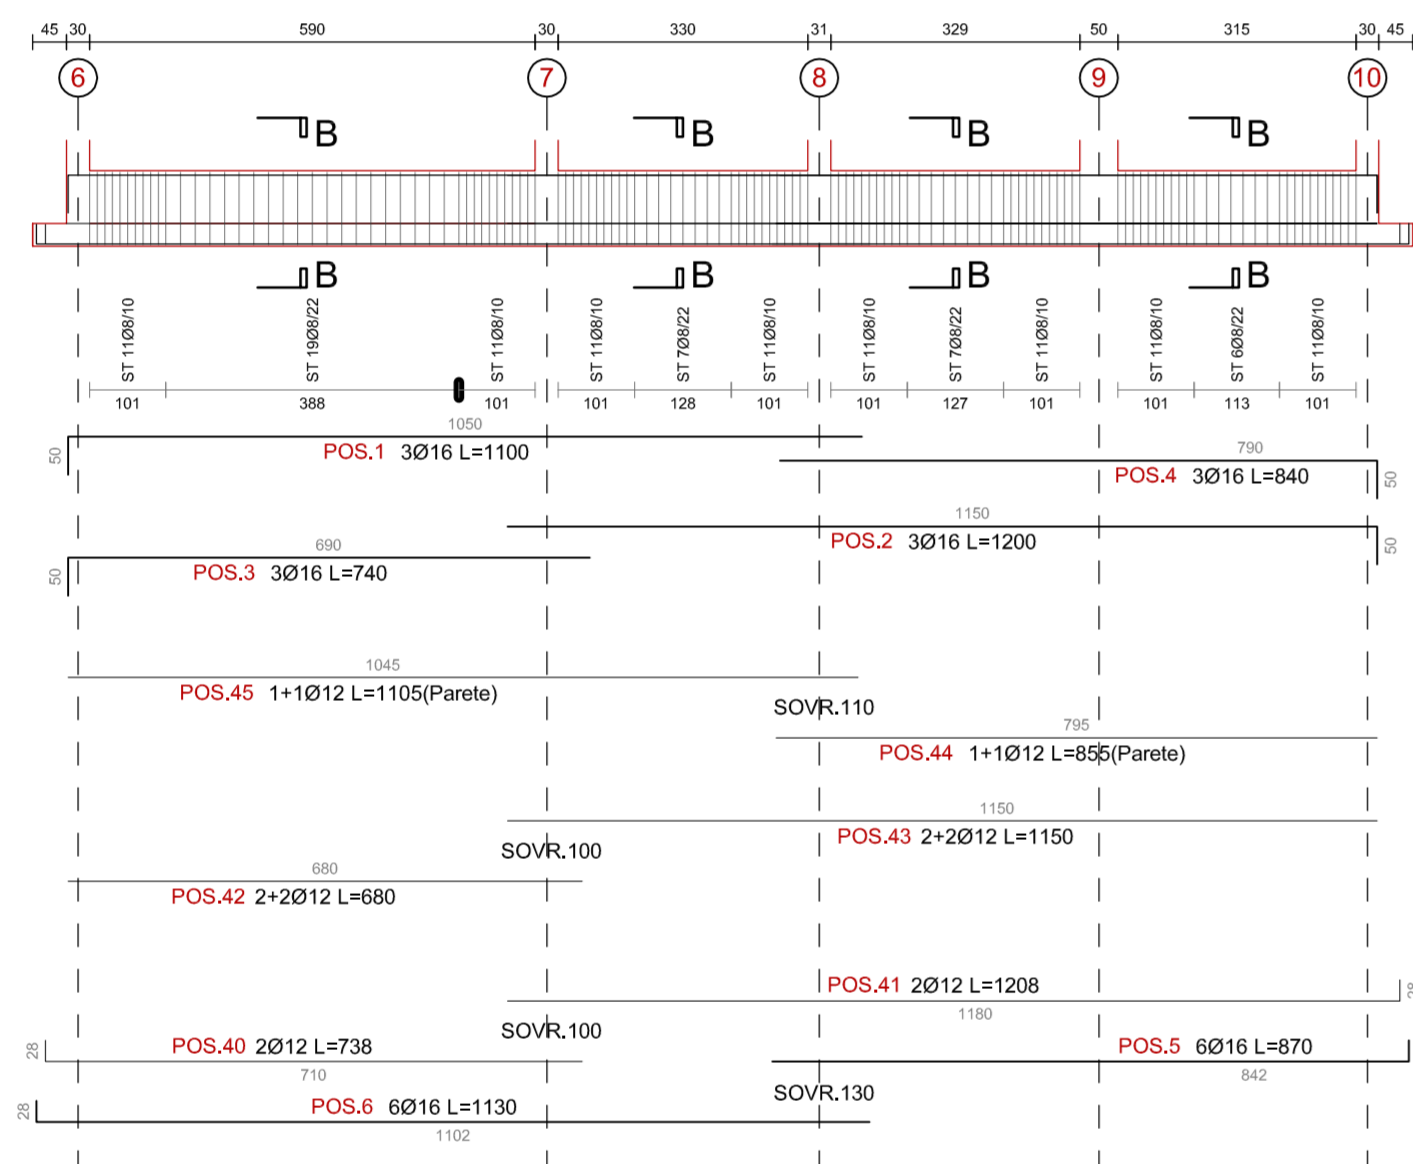 45 30 590 30 330 31 329 50 315 30 45
6 7 8 9 10
B B B B
B B B B
ST 11Ø8/10 ST 19Ø8/22 ST 11Ø8/10 ST 11Ø8/10 ST 7Ø8/22 ST 11Ø8/10 ST 11Ø8/10 ST 7Ø8/22 ST 11Ø8/10 ST 11Ø8/10 ST 6Ø8/22 ST 11Ø8/10
101 388 101 101 128 101 101 127 101 101 113 101
1050
50 POS.1 3Ø16 L=1100
790
POS.4 3Ø16 L=840 50
1150
POS.2 3Ø16 L=1200 50
690
50 POS.3 3Ø16 L=740
1045
POS.45 1+1Ø12 L=1105(Parete)
SOVR.110
795
POS.44 1+1Ø12 L=855(Parete)
1150
POS.43 2+2Ø12 L=1150
SOVR.100
680
POS.42 2+2Ø12 L=680
POS.41 2Ø12 L=1208 28
1180
SOVR.100
28 POS.40 2Ø12 L=738
710
POS.5 6Ø16 L=870
842
SOVR.130
28 POS.6 6Ø16 L=1130
1102